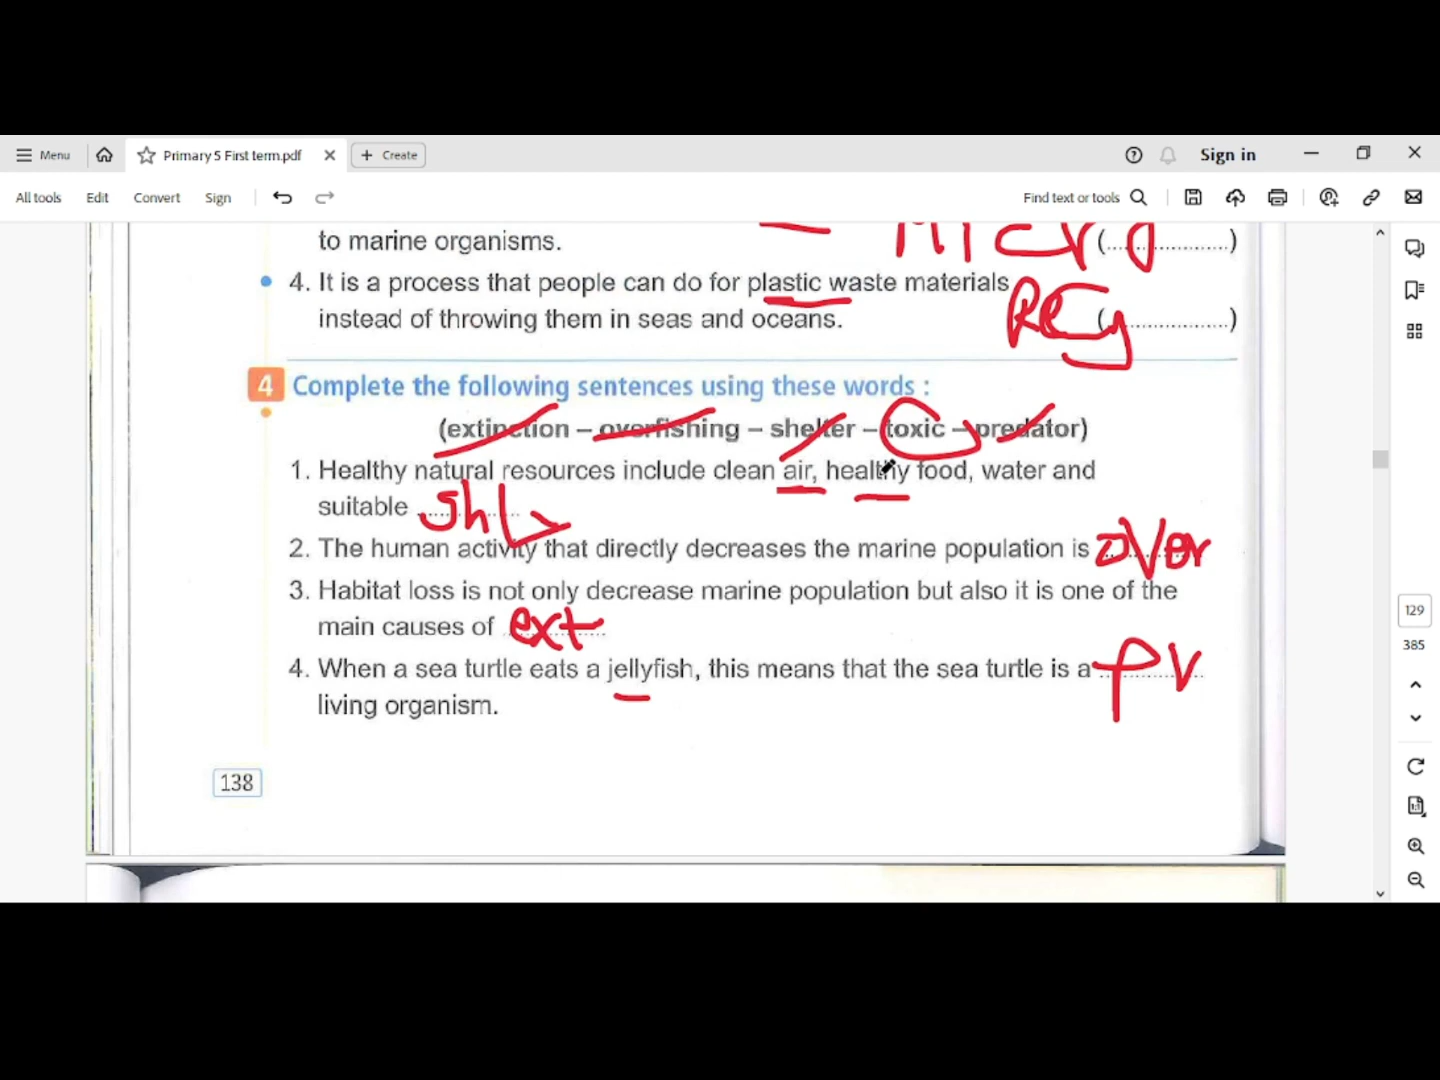 Menu
Primary 5 First term.pdf
Create
Sign in
All tools Edit Convert Sign
Find text or tools
to marine organisms. (....................)
Micro
4. It is a process that people can do for plastic waste materials
instead of throwing them in seas and oceans. (....................)
Recy
4 Complete the following sentences using these words :
(extinction – overfishing – shelter – toxic – predator)
1. Healthy natural resources include clean air, healthy food, water and
suitable ....................
sh
2. The human activity that directly decreases the marine population is ....................
over
3. Habitat loss is not only decrease marine population but also it is one of the
main causes of ....................
ext
4. When a sea turtle eats a jellyfish, this means that the sea turtle is a ....................
pr
living organism.
138
129
385